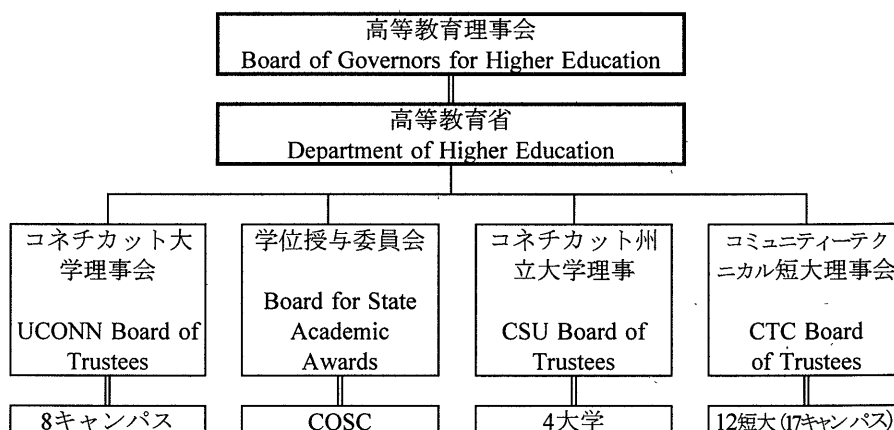 高等教育理事会
Board of Governors for Higher Education
高等教育省
Department of Higher Education
コネチカット大
学理事会
UCONN Board of
Trustees
学位授与委員会
Board for State
Academic
Awards
コネチカット州
立大学理事
CSU Board of
Trustees
コミュニティーテク
ニカル短大理事会
CTC Board
of Trustees
8キャンパス
COSC
4大学
12短大(17キャンパス)